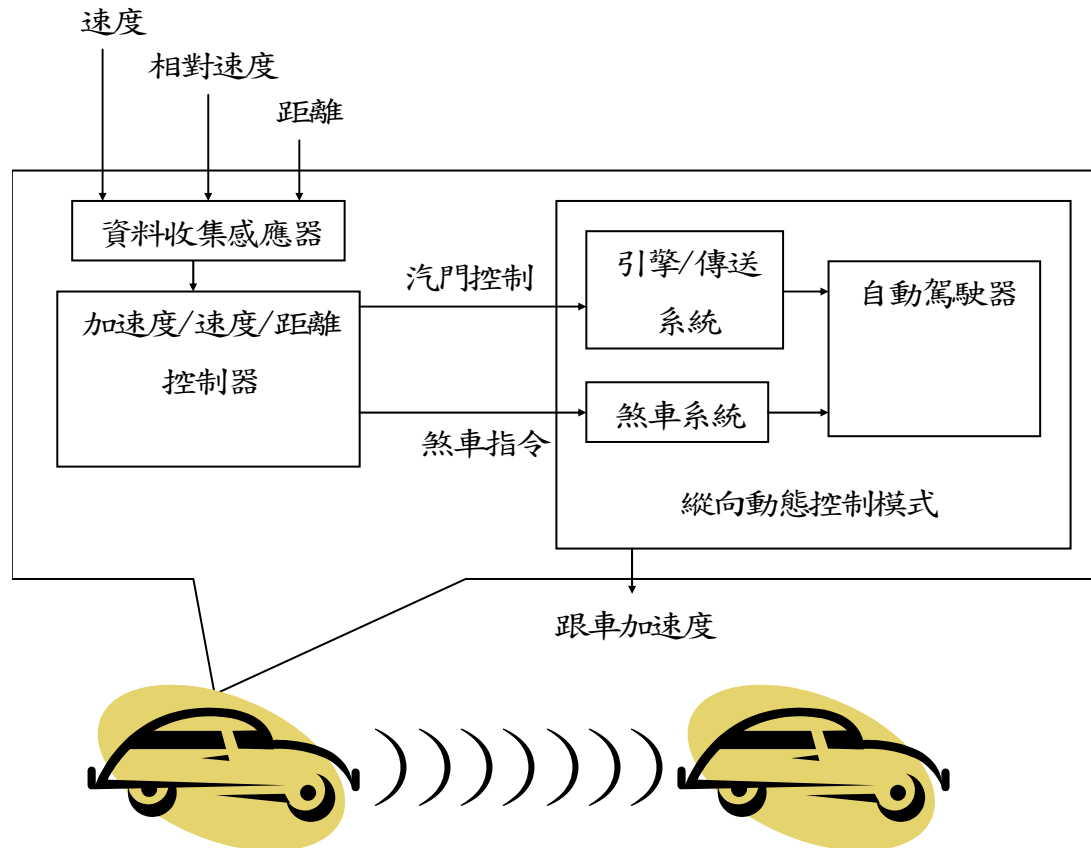 速度
相對速度
距離
資料收集感應器
加速度/速度/距離
控制器
汽門控制
煞車指令
引擎/傳送
系統
煞車系統
自動駕駛器
縱向動態控制模式
跟車加速度